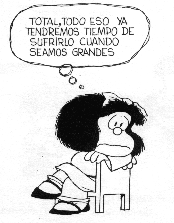 TOTAL, TODO ESO YA
TENDREMOS TIEMPO DE
SUFRIRLO CUANDO
SEAMOS GRANDES